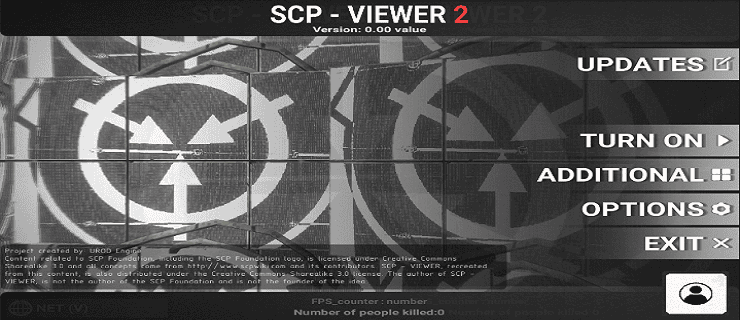 SCP - VIEWER 2
Version: 0.00 value
UPDATES
TURN ON
ADDITIONAL
OPTIONS
EXIT
Project created by UROD Engine
Content related to SCP Foundation, including the SCP Foundation logo, is licensed under Creative Commons
Sharealike 3.0 and all concepts come from http://www.scpwiki.com and its contributors. SCP - VIEWER, recreated
from this content, is also distributed under the Creative Commons Sharealike 3.0 license. The author of SCP -
VIEWER, is not the author of the SCP Foundation and is not the founder of the idea.
NET (V)
FPS_counter: number
Number of people killed:0